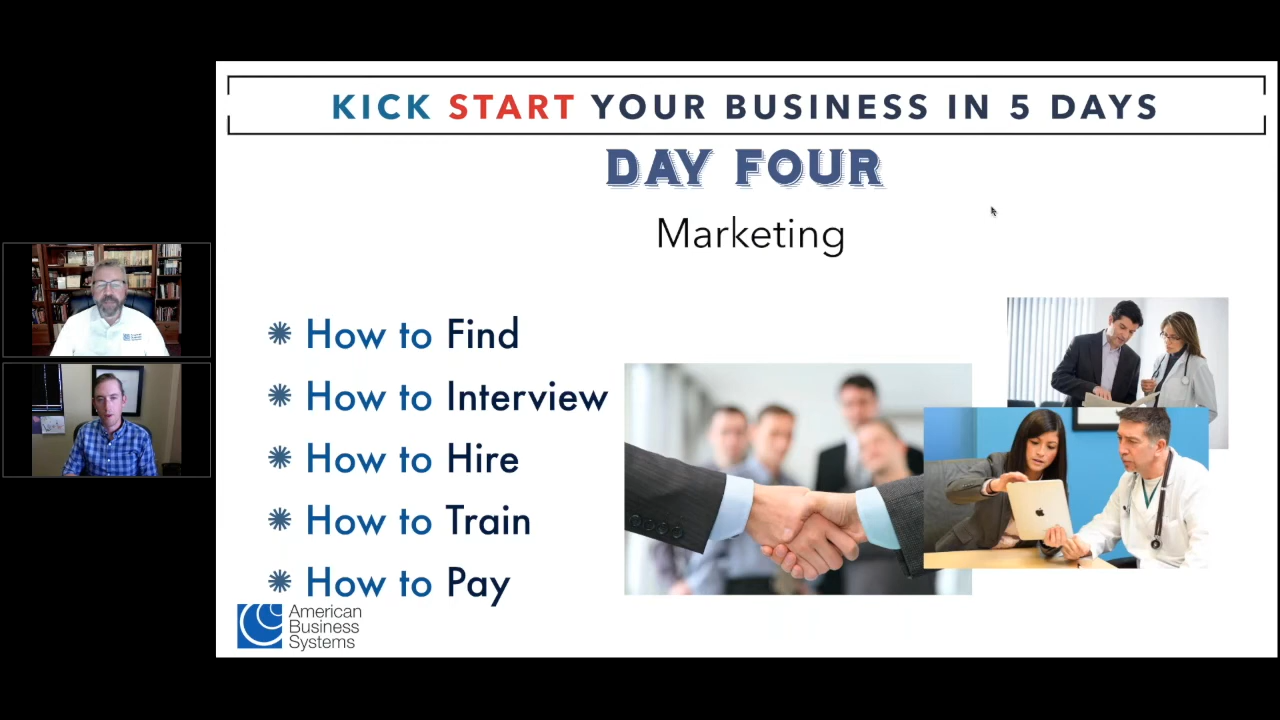 KICK START YOUR BUSINESS IN 5 DAYS
DAY FOUR
Marketing
How to Find
How to Interview
How to Hire
How to Train
How to Pay
American
Business
Systems